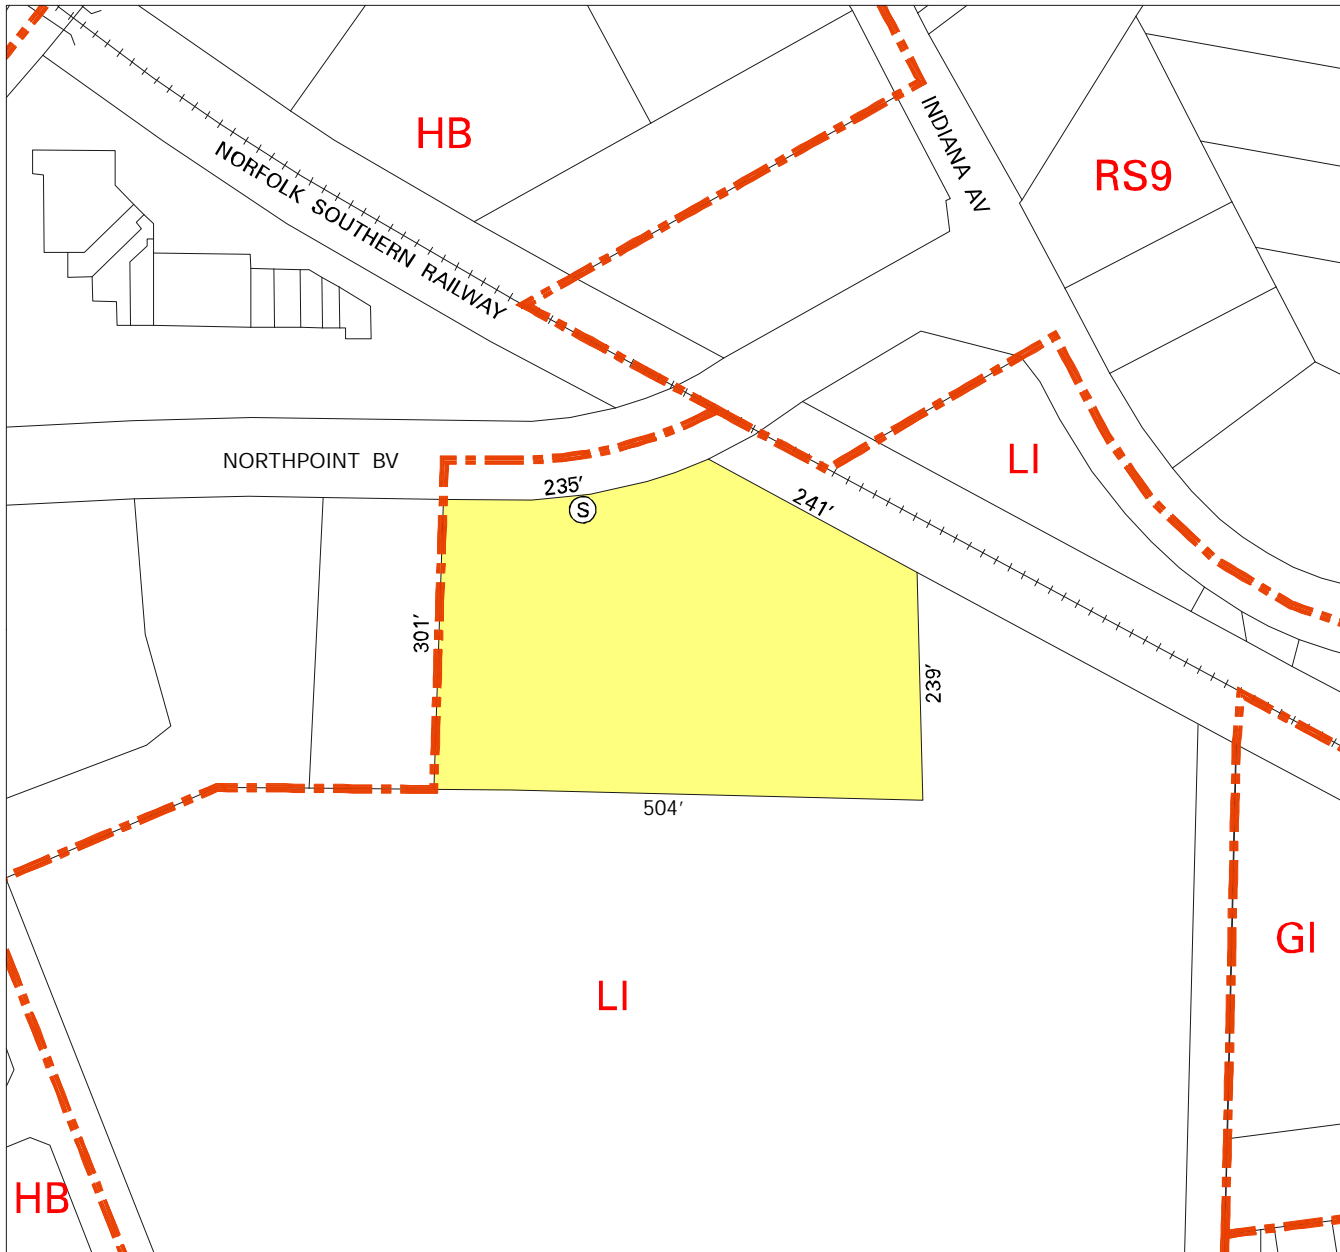 HB
INDIANA AV
RS9
NORFOLK SOUTHERN RAILWAY
NORTHPOINT BV
LI
235'
S
241'
301'
239'
504'
GI
LI
HB